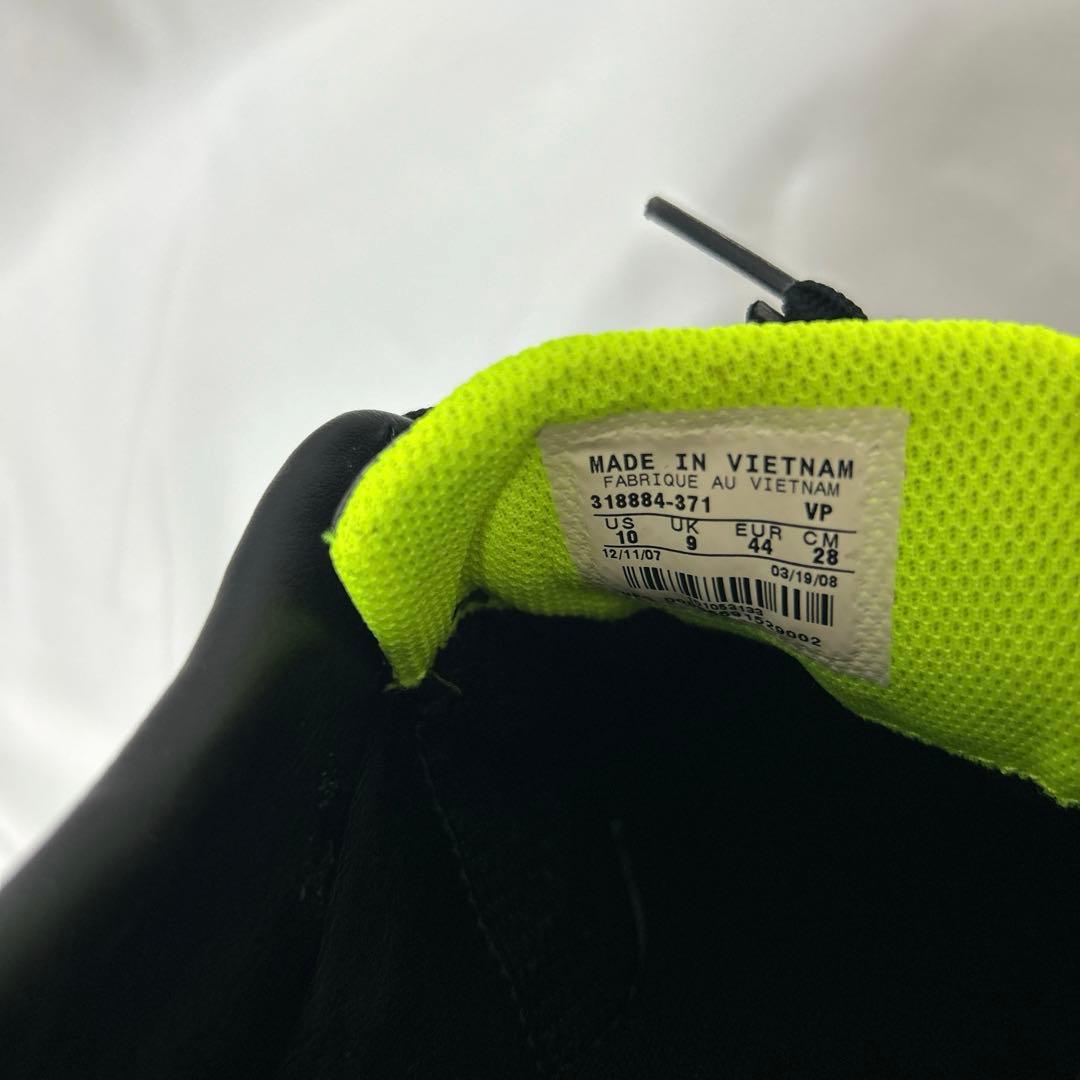 MADE IN VIETNAM
FABRIQUE AU VIETNAM
318884-371 VP
US UK EUR CM
10 9 44 28
12/11/07 03/19/08